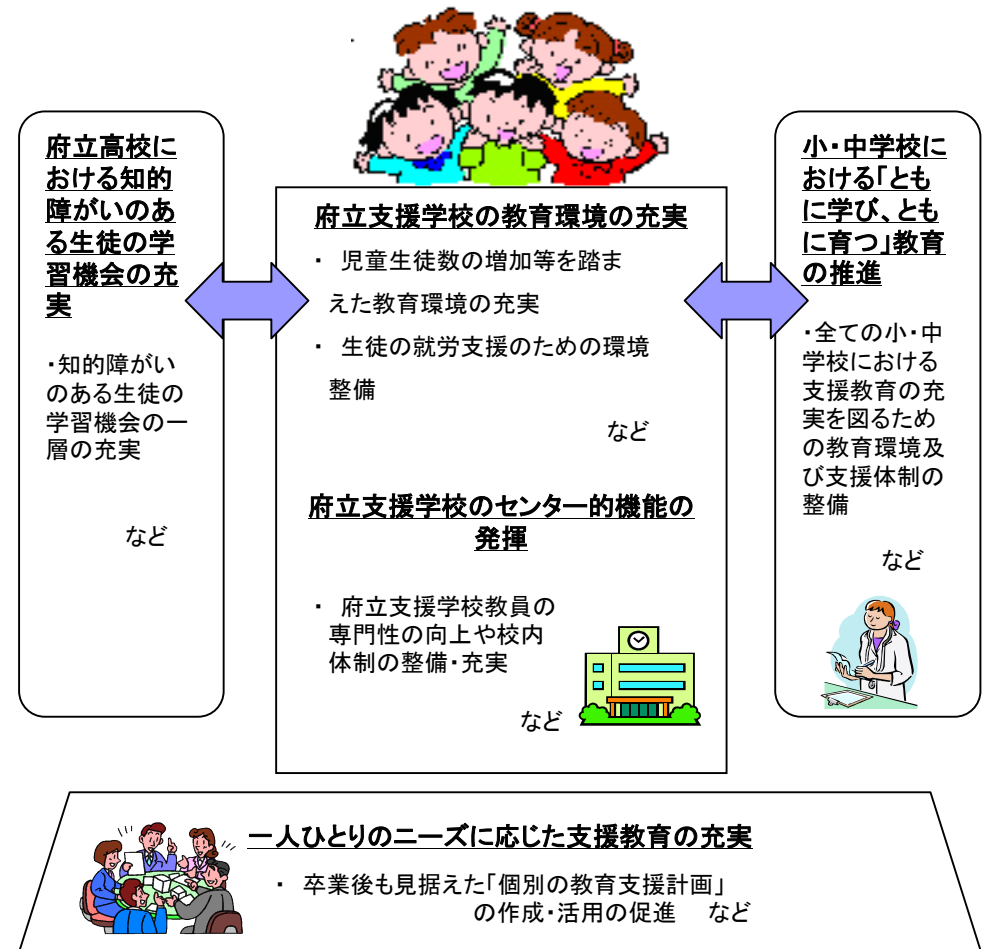 府立高校に
おける知的
障がいのあ
る生徒の学
習機会の充
実
・知的障がい
のある生徒の
学習機会の一
層の充実
など
府立支援学校の教育環境の充実
・ 児童生徒数の増加等を踏ま
えた教育環境の充実
・ 生徒の就労支援のための環境
整備
など
府立支援学校のセンター的機能の
発揮
・ 府立支援学校教員の
専門性の向上や校内
体制の整備・充実
など
小・中学校に
おける「とも
に学び、とも
に育つ」教育
の推進
・全ての小・中
学校における
支援教育の充
実を図るため
の教育環境及
び支援体制の
整備
など
一人ひとりのニーズに応じた支援教育の充実
・ 卒業後も見据えた「個別の教育支援計画」
の作成・活用の促進 など